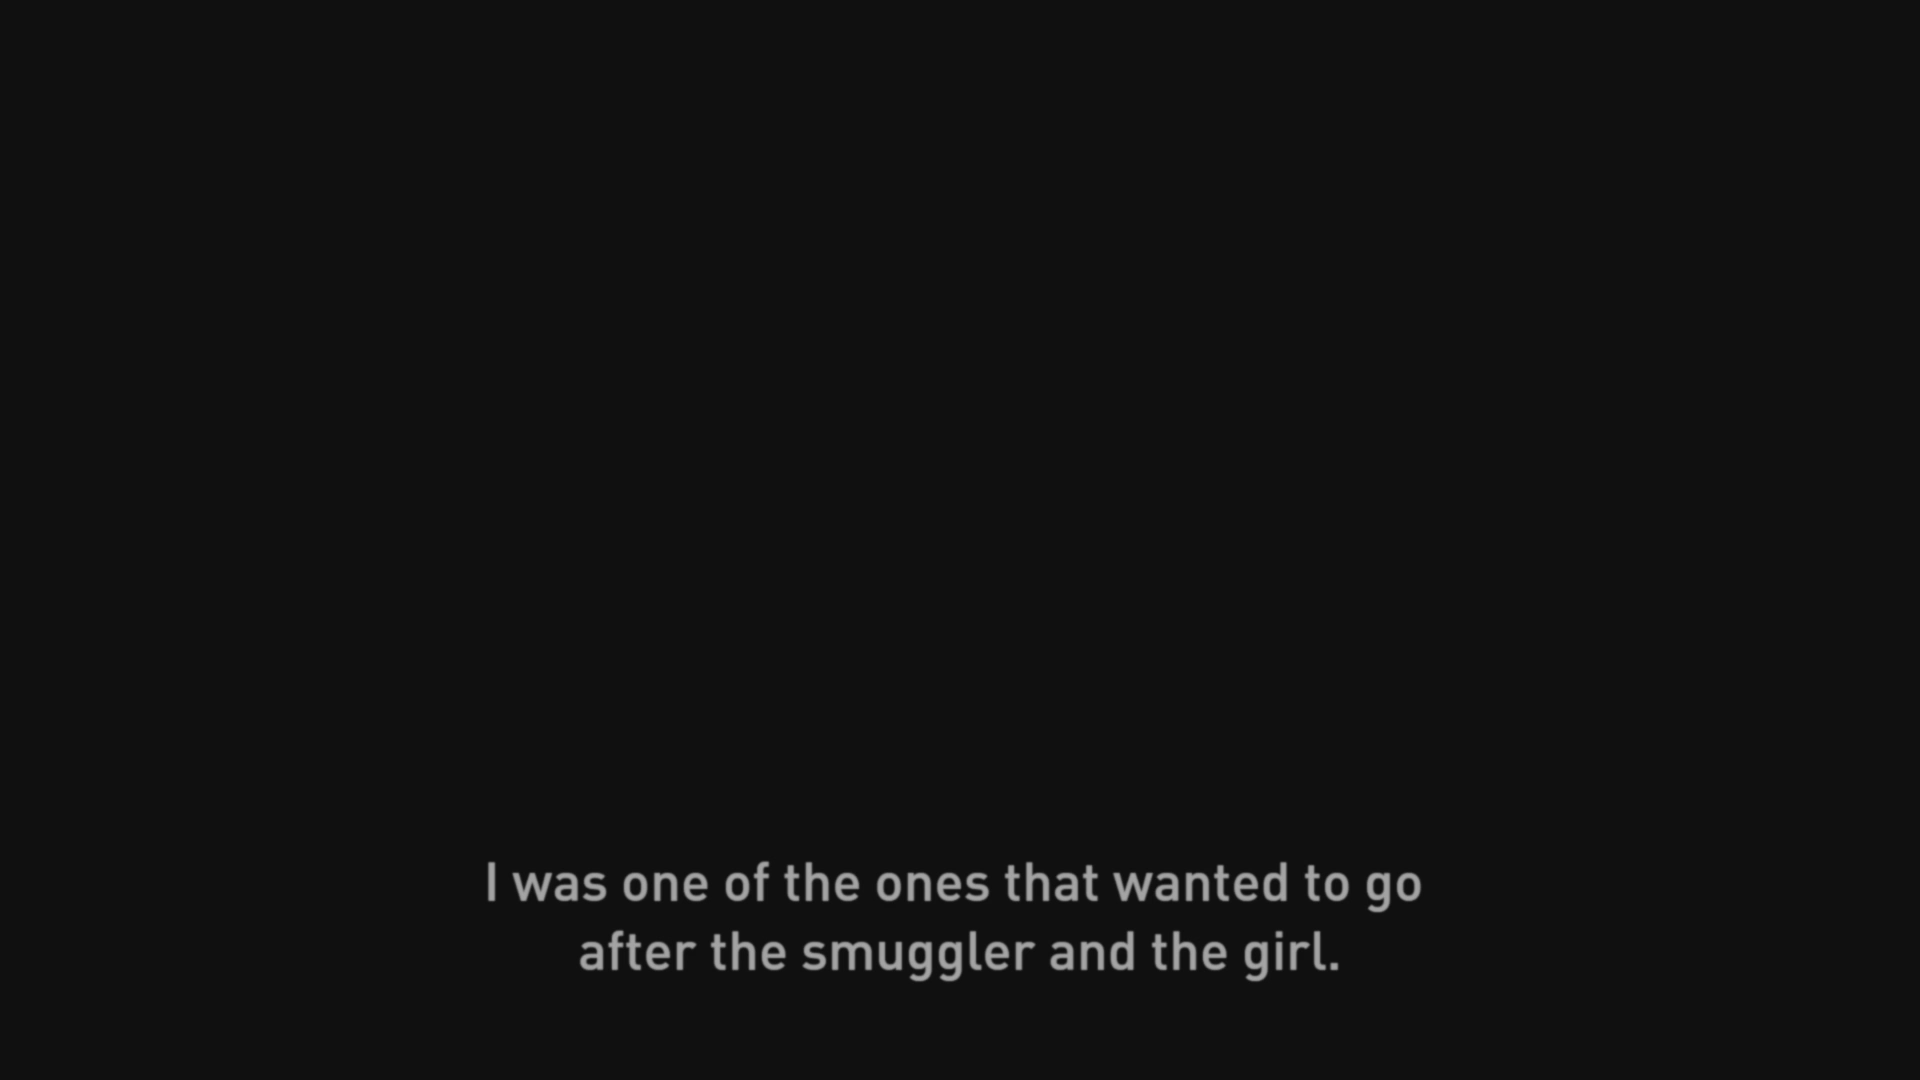 I was one of the ones that wanted to go
after the smuggler and the girl.